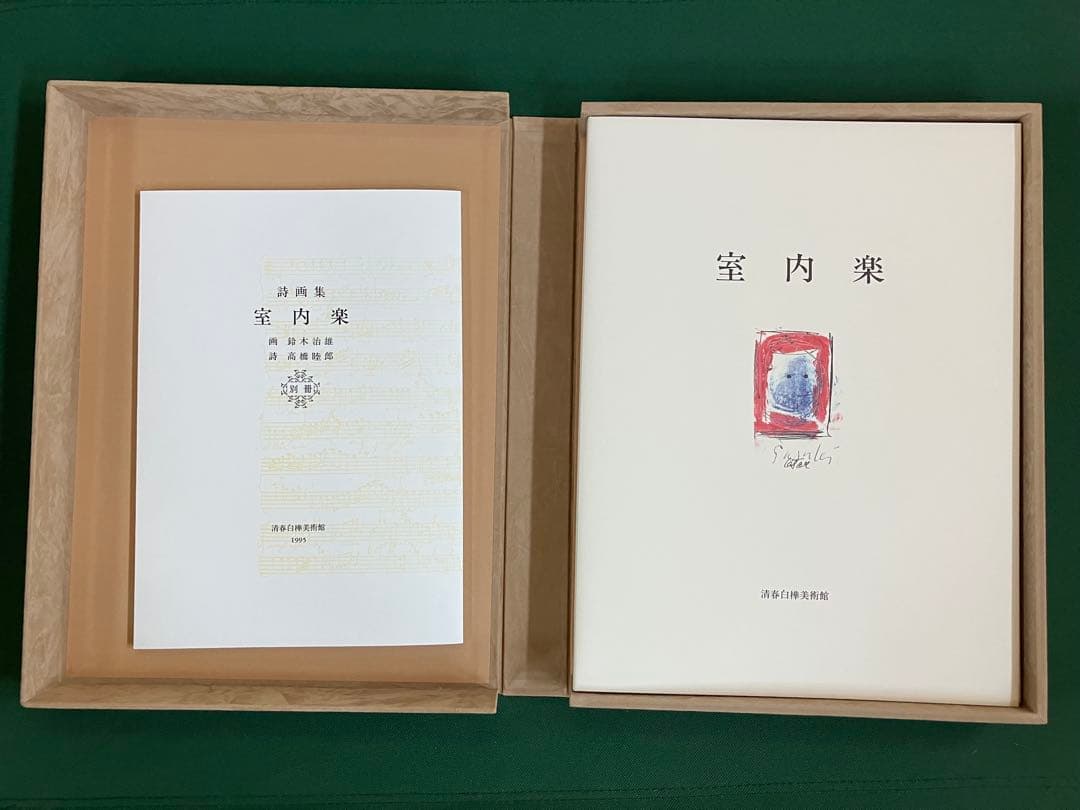 詩画集
室内楽
画 鈴木治雄
詩 高橋睦郎
別冊
清春白樺美術館
1995
室内楽
清春白樺美術館